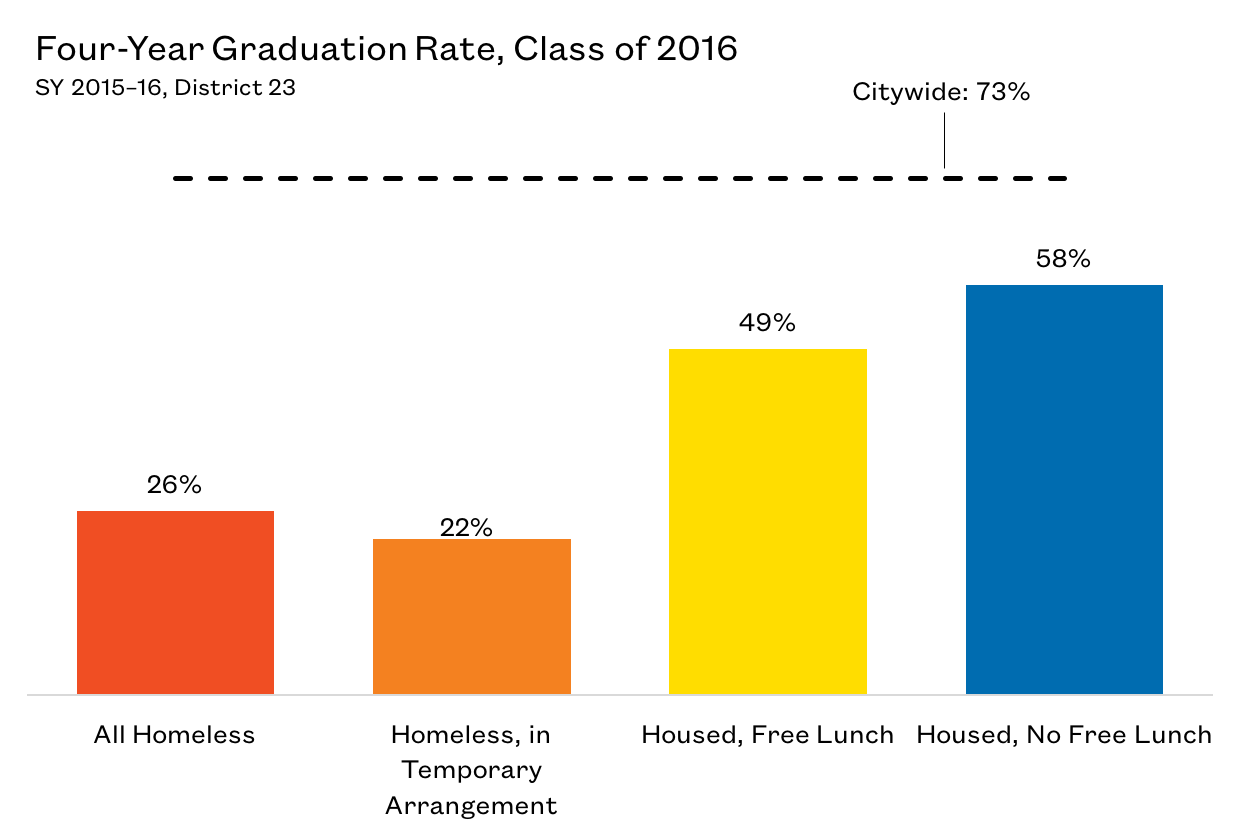 Four-Year Graduation Rate, Class of 2016
SY 2015–16, District 23
Citywide: 73%
58%
49%
26%
22%
All Homeless
Homeless, in
Temporary
Arrangement
Housed, Free Lunch
Housed, No Free Lunch